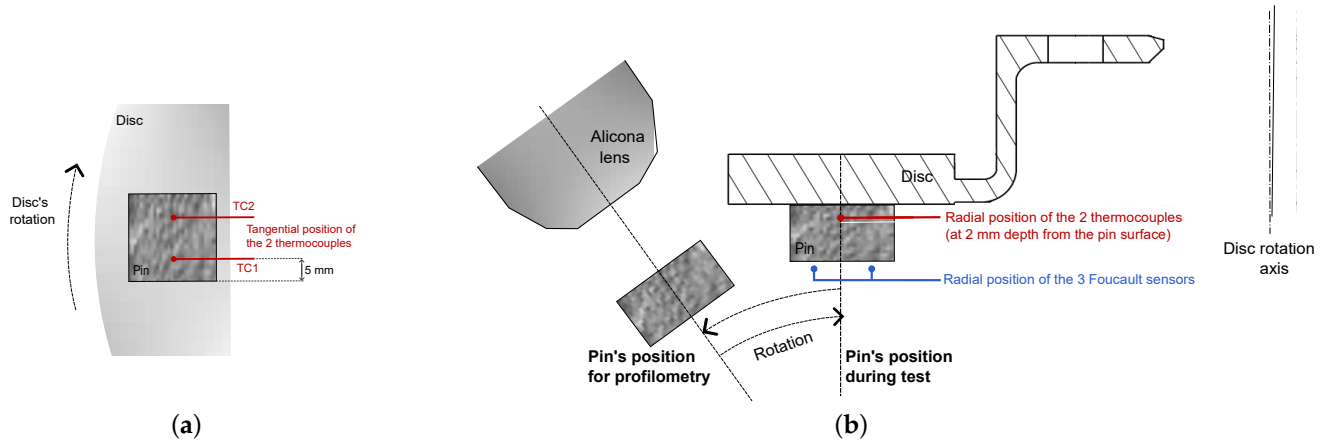 Disc
Disc's
rotation
TC2
Tangential position of
the 2 thermocouples
Pin
TC1
5 mm
(a)
Alicona
lens
Disc
Pin
Radial position of the 2 thermocouples
(at 2 mm depth from the pin surface)
Radial position of the 3 Foucault sensors
Disc rotation
axis
Rotation
Pin's position
for profilometry
Pin's position
during test
(b)